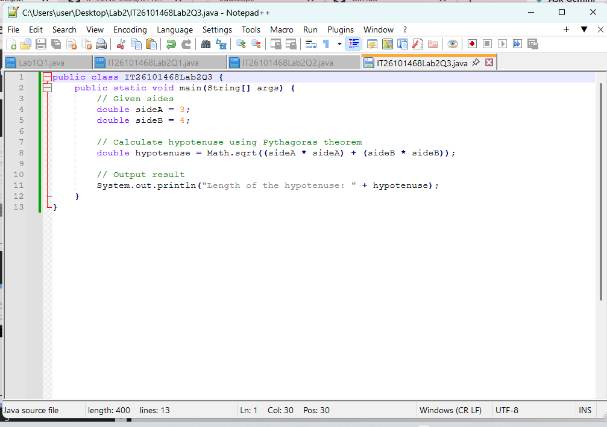 C:\Users\user\Desktop\Lab2\IT26101468Lab2Q3.java - Notepad++
File Edit Search View Encoding Language Settings Tools Macro Run Plugins Window ?
Lab1Q1.java IT26101468Lab2Q1.java IT26101468Lab2Q2.java IT26101468Lab2Q3.java
1 public class IT26101468Lab2Q3 {
2 public static void main(String[] args) {
3 // Given sides
4 double sideA = 3;
5 double sideB = 4;
6
7 // Calculate hypotenuse using Pythagoras theorem
8 double hypotenuse = Math.sqrt((sideA * sideA) + (sideB * sideB));
9
10 // Output result
11 System.out.println("Length of the hypotenuse: " + hypotenuse);
12 }
13 }
Java source file length: 400 lines: 13 Ln: 1 Col: 30 Pos: 30 Windows (CR LF) UTF-8 INS